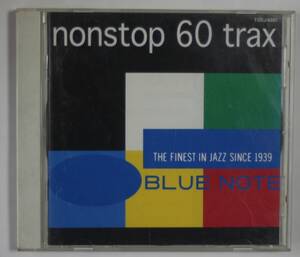 nonstop 60 trax
THE FINEST IN JAZZ SINCE 1939
BLUE NOTE